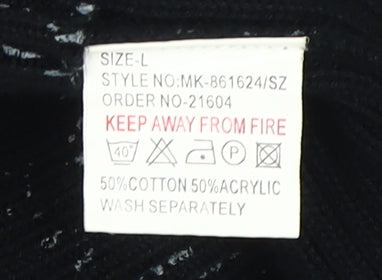 SIZE-L
STYLE NO:MK-861624/SZ
ORDER NO-21604
KEEP AWAY FROM FIRE
40° P
50%COTTON 50%ACRYLIC
WASH SEPARATELY